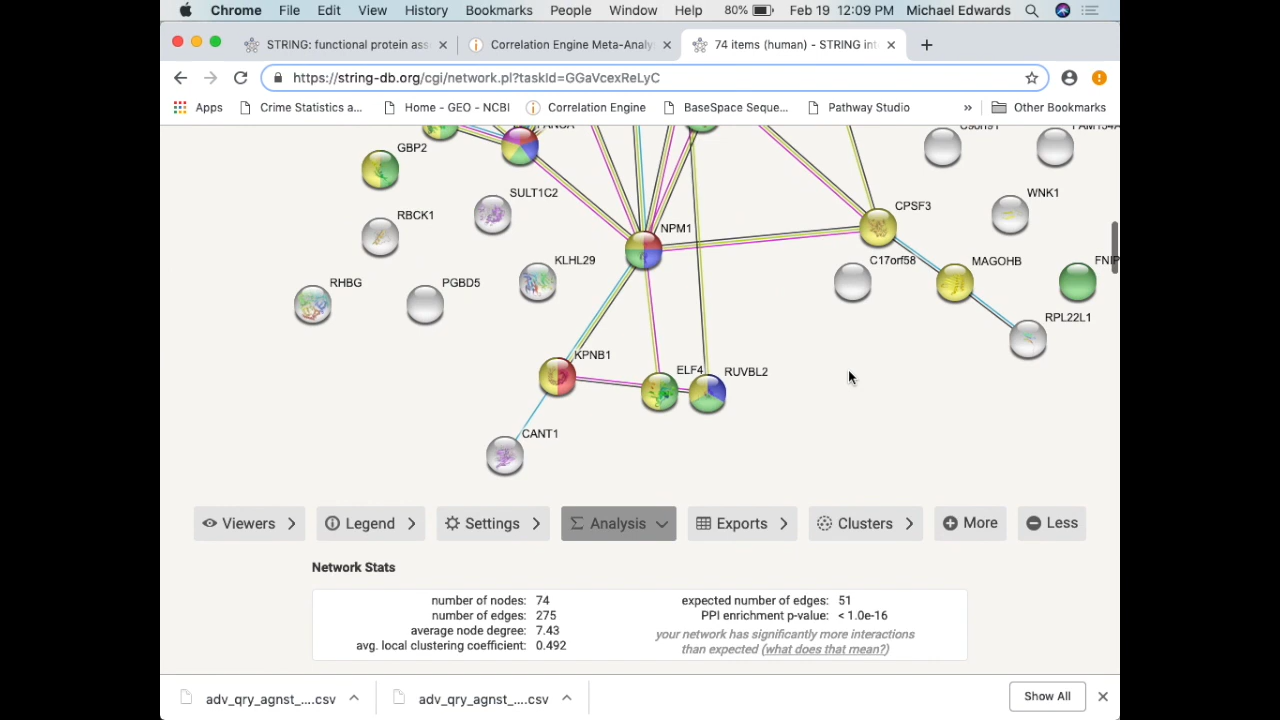 Chrome File Edit View History Bookmarks People Window Help 80% Feb 19 12:09 PM Michael Edwards
STRING: functional protein ass Correlation Engine Meta-Analy 74 items (human) - STRING int
https://string-db.org/cgi/network.pl?taskId=GGaVcexReLyC
Apps Crime Statistics a... Home - GEO - NCBI Correlation Engine BaseSpace Seque... Pathway Studio » Other Bookmarks
GBP2
SULT1C2
WNK1
RBCK1
CPSF3
NPM1
KLHL29
C17orf58
MAGOHB
FNIP
RHBG
PGBD5
RPL22L1
KPNB1
ELF4
RUVBL2
CANT1
Viewers Legend Settings Analysis Exports Clusters More Less
Network Stats
number of nodes: 74
number of edges: 275
average node degree: 7.43
avg. local clustering coefficient: 0.492
expected number of edges: 51
PPI enrichment p-value: < 1.0e-16
your network has significantly more interactions
than expected (what does that mean?)
adv_qry_agnst_....csv adv_qry_agnst_....csv Show All